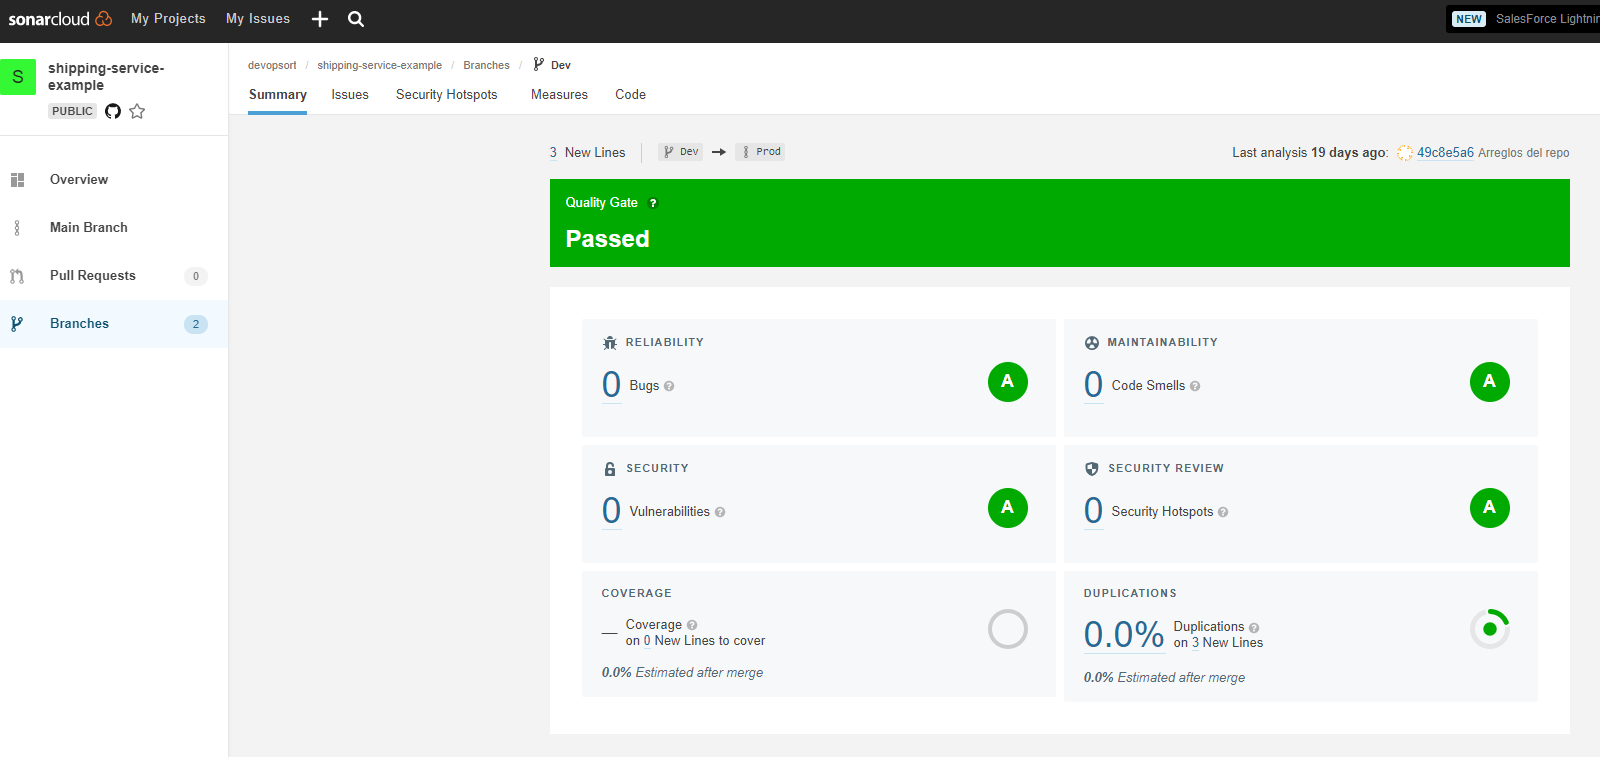 sonarcloud My Projects My Issues NEW SalesForce Lightnin
S shipping-service-
example
PUBLIC
Overview
Main Branch
Pull Requests 0
Branches 2
devopsort / shipping-service-example / Branches / Dev
Summary Issues Security Hotspots Measures Code
3 New Lines Dev → Prod Last analysis 19 days ago: 49c8e5a6 Arreglos del repo
Quality Gate ?
Passed
RELIABILITY
0 Bugs ? A
MAINTAINABILITY
0 Code Smells ? A
SECURITY
0 Vulnerabilities ? A
SECURITY REVIEW
0 Security Hotspots ? A
COVERAGE
— Coverage ?
on 0 New Lines to cover
0.0% Estimated after merge
DUPLICATIONS
0.0% Duplications ?
on 3 New Lines
0.0% Estimated after merge